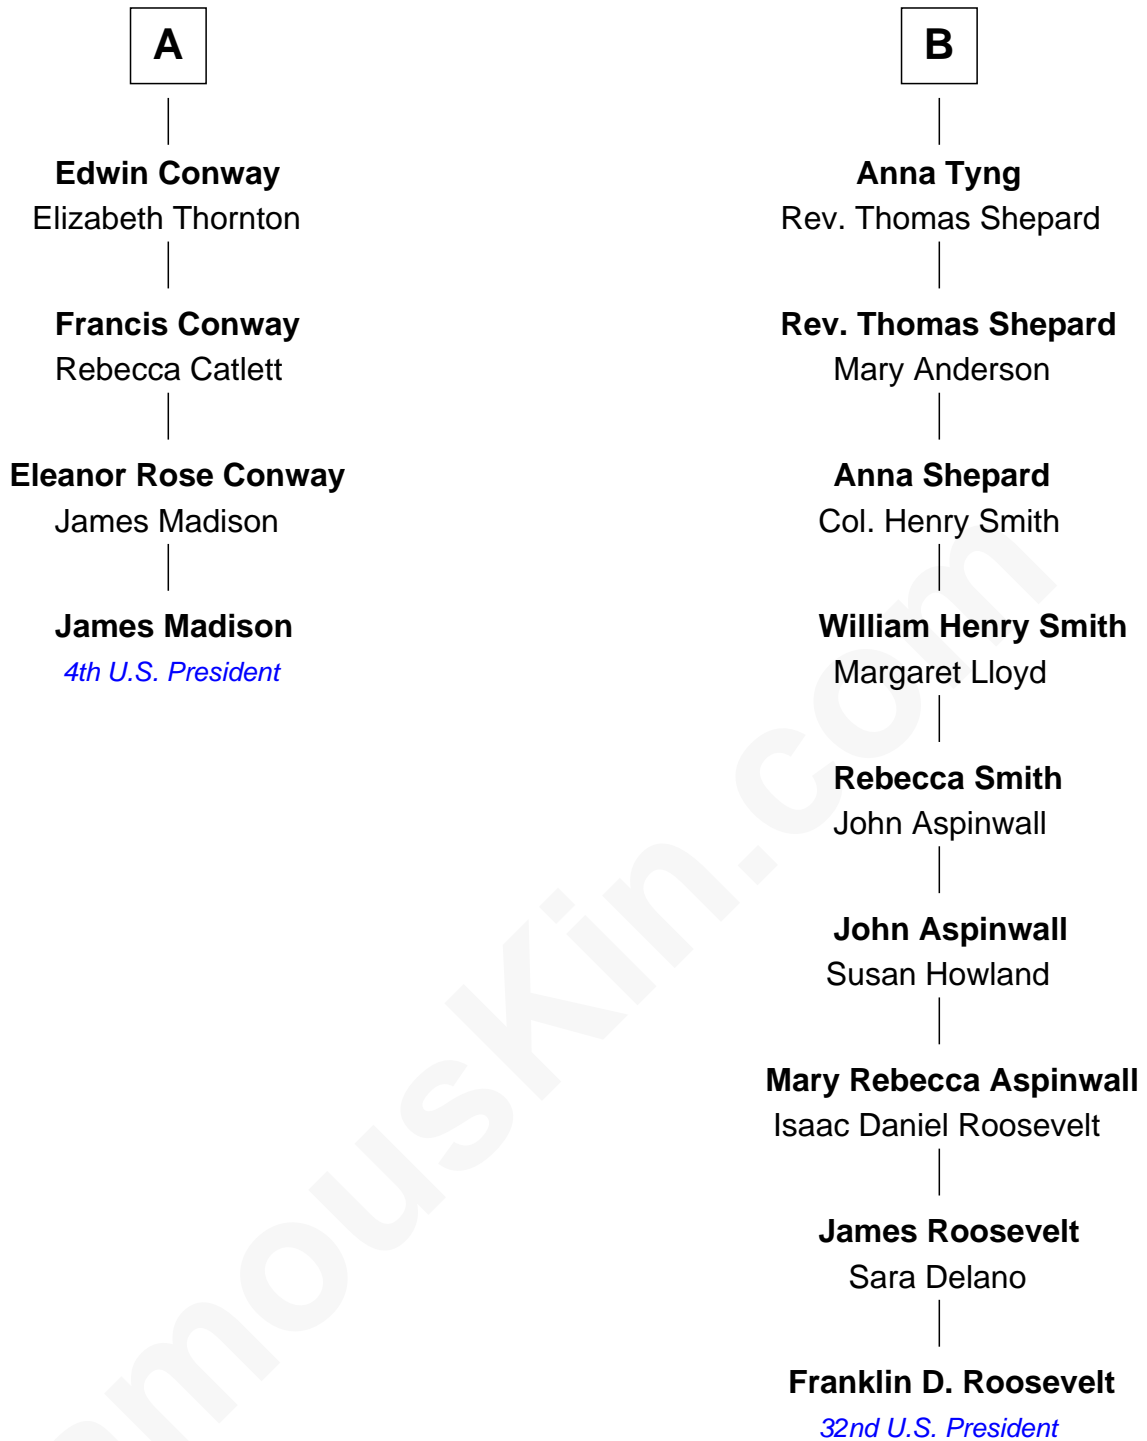 A
Edwin Conway
Elizabeth Thornton
Francis Conway
Rebecca Catlett
Eleanor Rose Conway
James Madison
James Madison
4th U.S. President
B
Anna Tyng
Rev. Thomas Shepard
Rev. Thomas Shepard
Mary Anderson
Anna Shepard
Col. Henry Smith
William Henry Smith
Margaret Lloyd
Rebecca Smith
John Aspinwall
John Aspinwall
Susan Howland
Mary Rebecca Aspinwall
Isaac Daniel Roosevelt
James Roosevelt
Sara Delano
Franklin D. Roosevelt
32nd U.S. President
amousKin.com